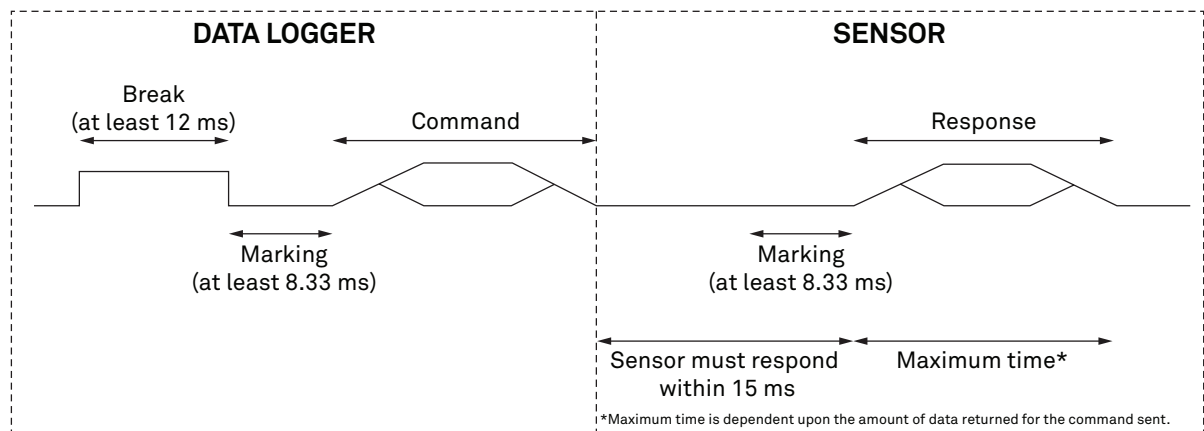 DATA LOGGER
SENSOR
Break
(at least 12 ms)
Command
Response
Marking
(at least 8.33 ms)
Marking
(at least 8.33 ms)
Sensor must respond
within 15 ms
Maximum time*
*Maximum time is dependent upon the amount of data returned for the command sent.